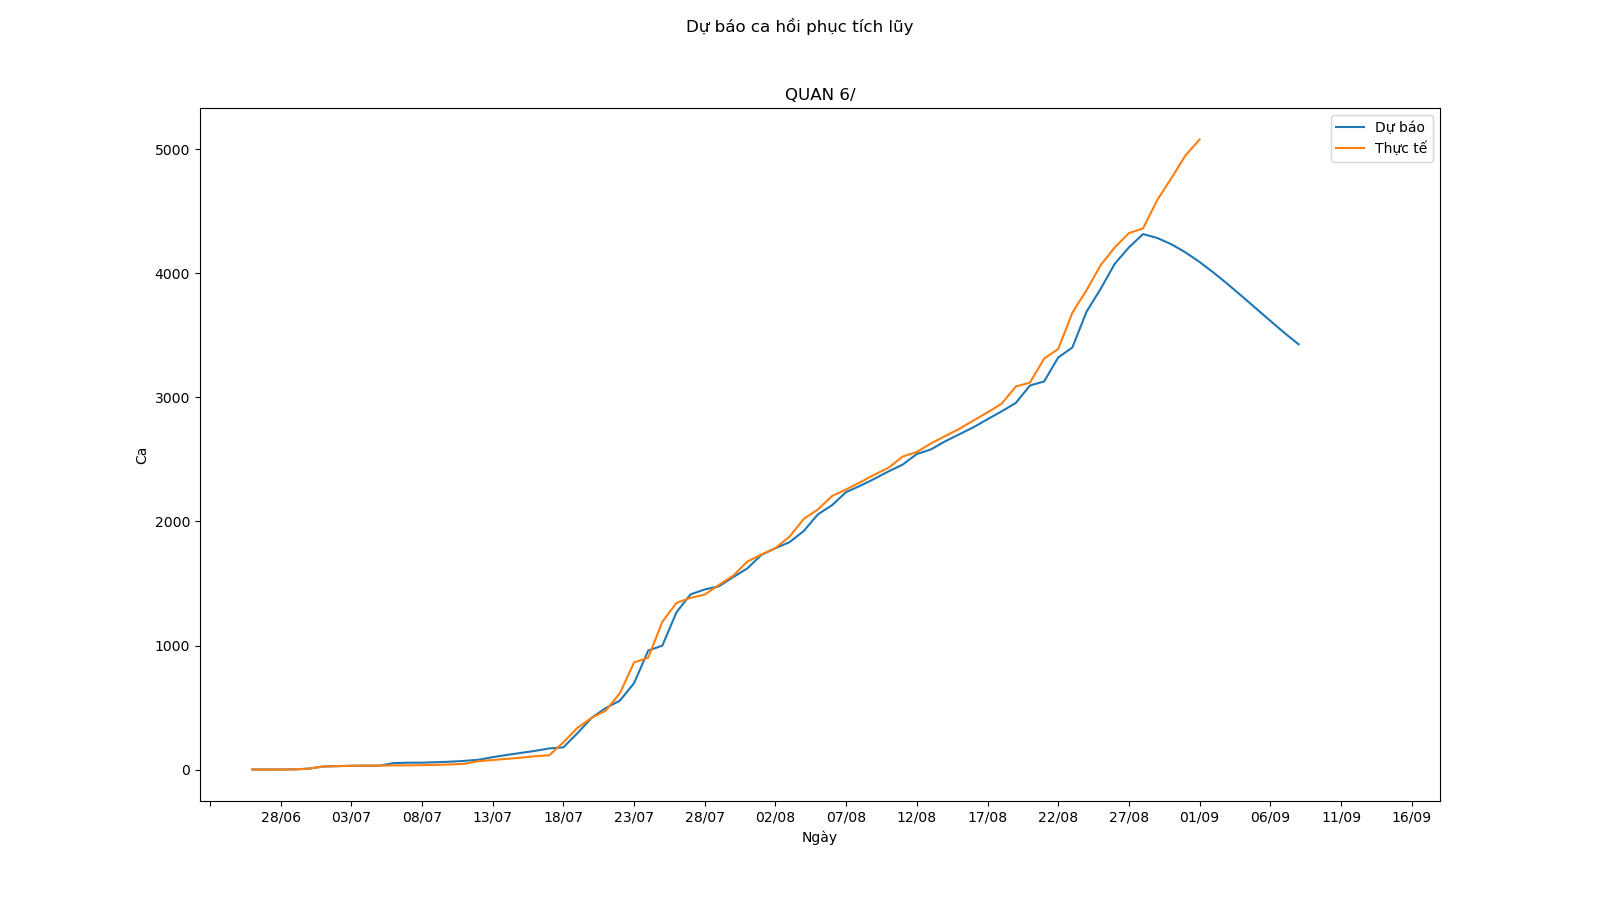 Dự báo ca hồi phục tích lũy
QUAN 6/
Dự báo
Thực tế
5000
4000
3000
2000
1000
0
Ca
28/06 03/07 08/07 13/07 18/07 23/07 28/07 02/08 07/08 12/08 17/08 22/08 27/08 01/09 06/09 11/09 16/09
Ngày